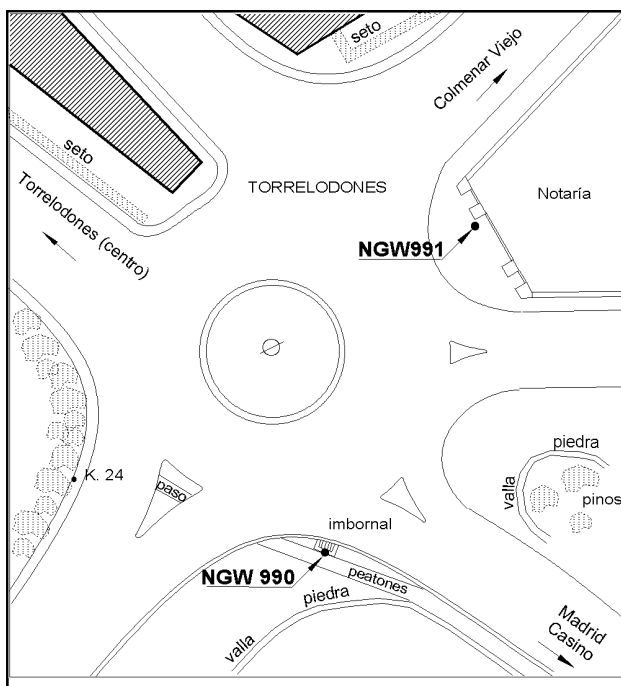 seto
Colmenar Viejo
seto
TORRELODONES
Notaría
Torrelodones (centro)
NGW991
piedra
K. 24
valla
paso
pinos
imbornal
NGW 990
peatones
piedra
Madrid
Casino
valla